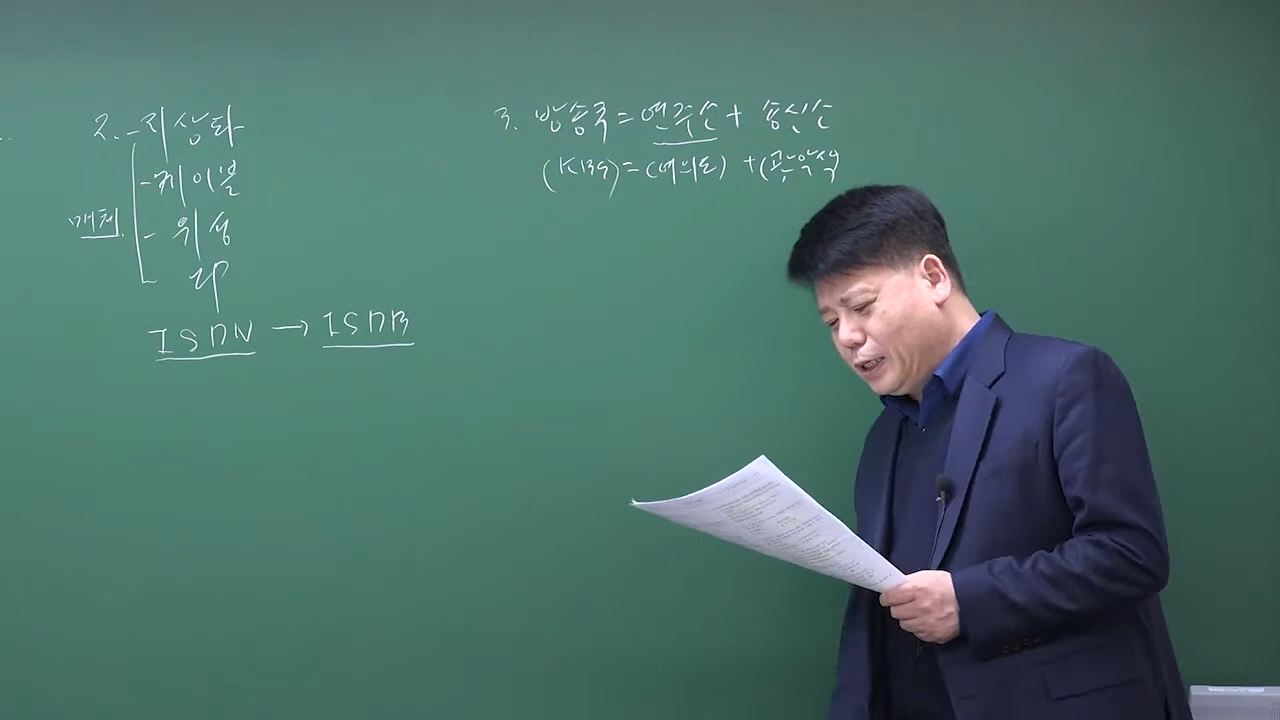 2. - 지상파
- 케이블
매체 - 위성
- IP
ISDN → ISDB
3. 방송국 = 연주소 + 송신소
(KBS) = (여의도) + (관악산)